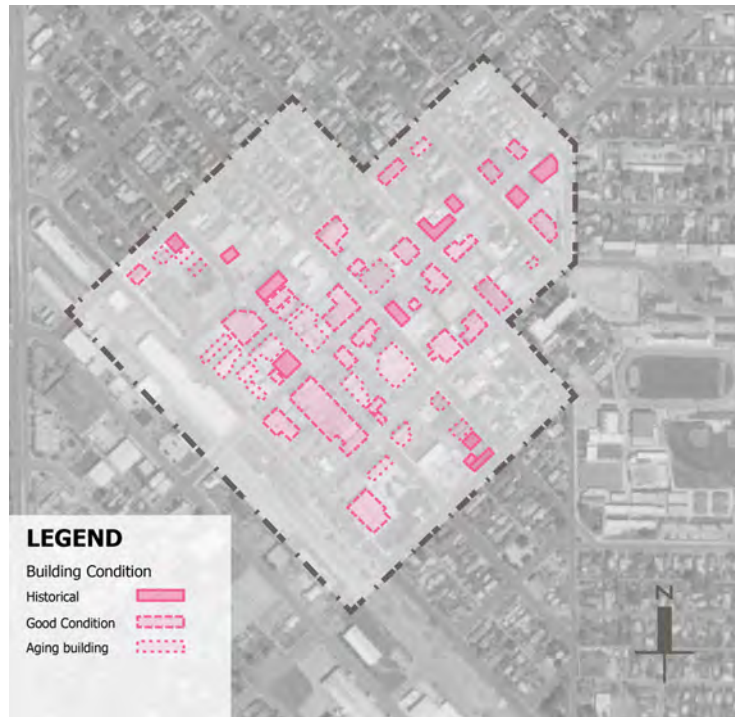 N
LEGEND
Building Condition
Historical
Good Condition
Aging building